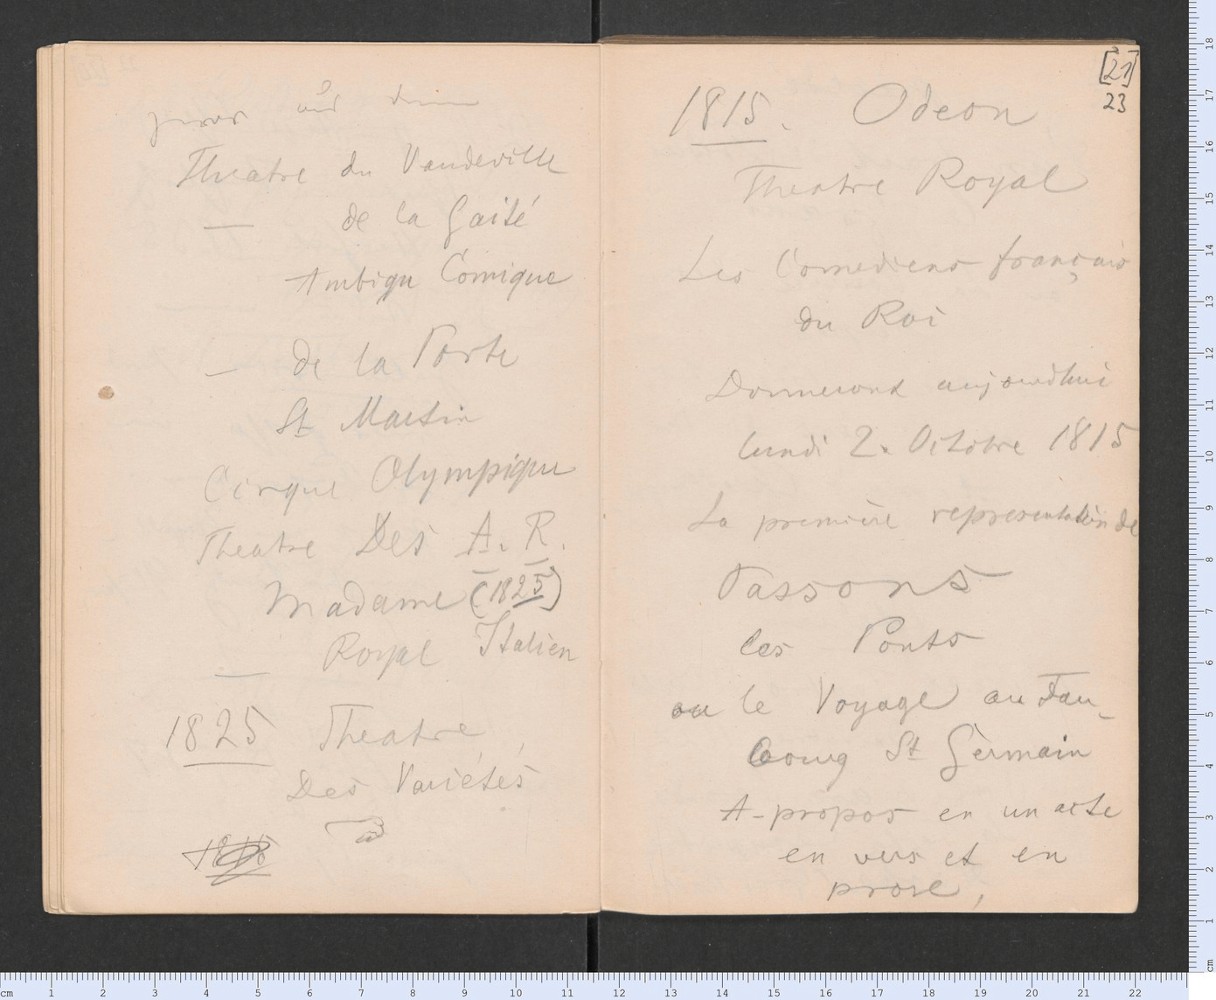 Theatre du Vaudeville
— de la Gaité
Ambigu Comique
— de la Porte
St Martin
Cirque Olympique
Theatre Des A. R.
Madame (1825)
— Royal Italien
1825 Theatre
Des Variétés
[21]
23
1815. Odeon
Theatre Royal
Les Comediens français
du Roi
Donneront aujourdhui
lundi 2. Octobre 1815
La première representation de
Passons
les Ponts
ou le Voyage au Fau-
bourg St Germain
A-propos en un acte
en vers et en
prose,